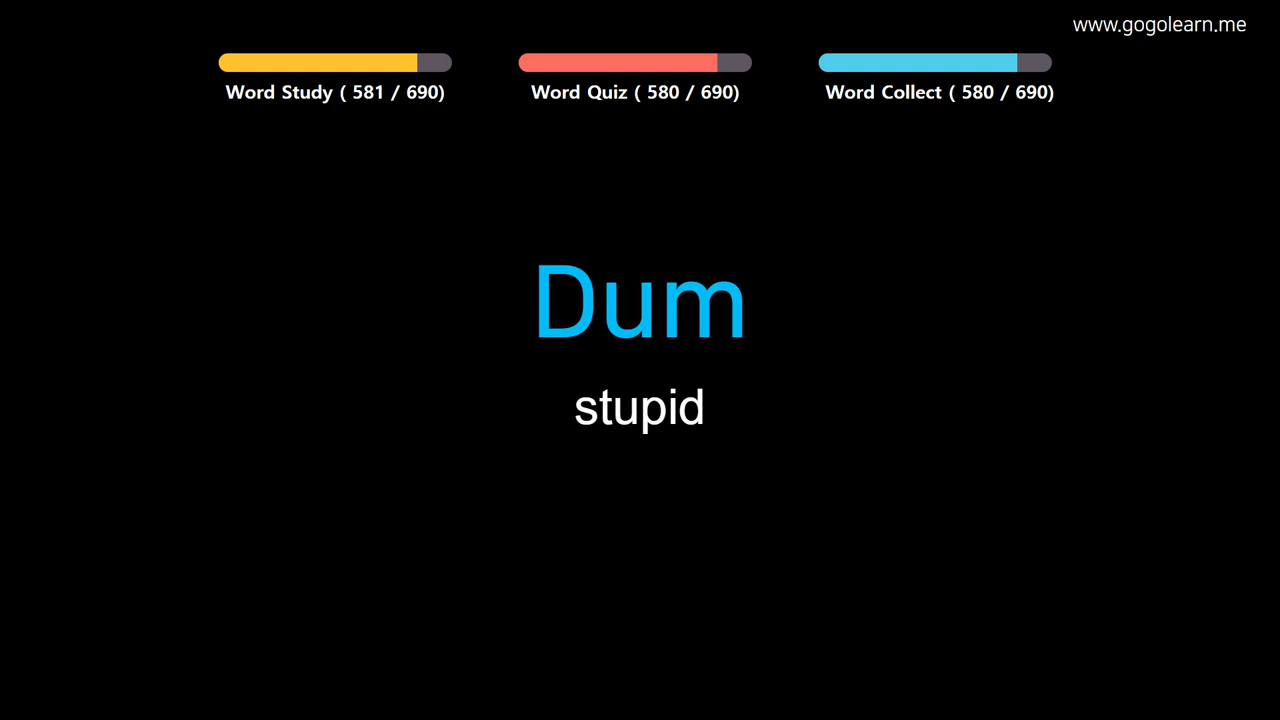 www.gogolearn.me
Word Study ( 581 / 690)
Word Quiz ( 580 / 690)
Word Collect ( 580 / 690)
Dum
stupid